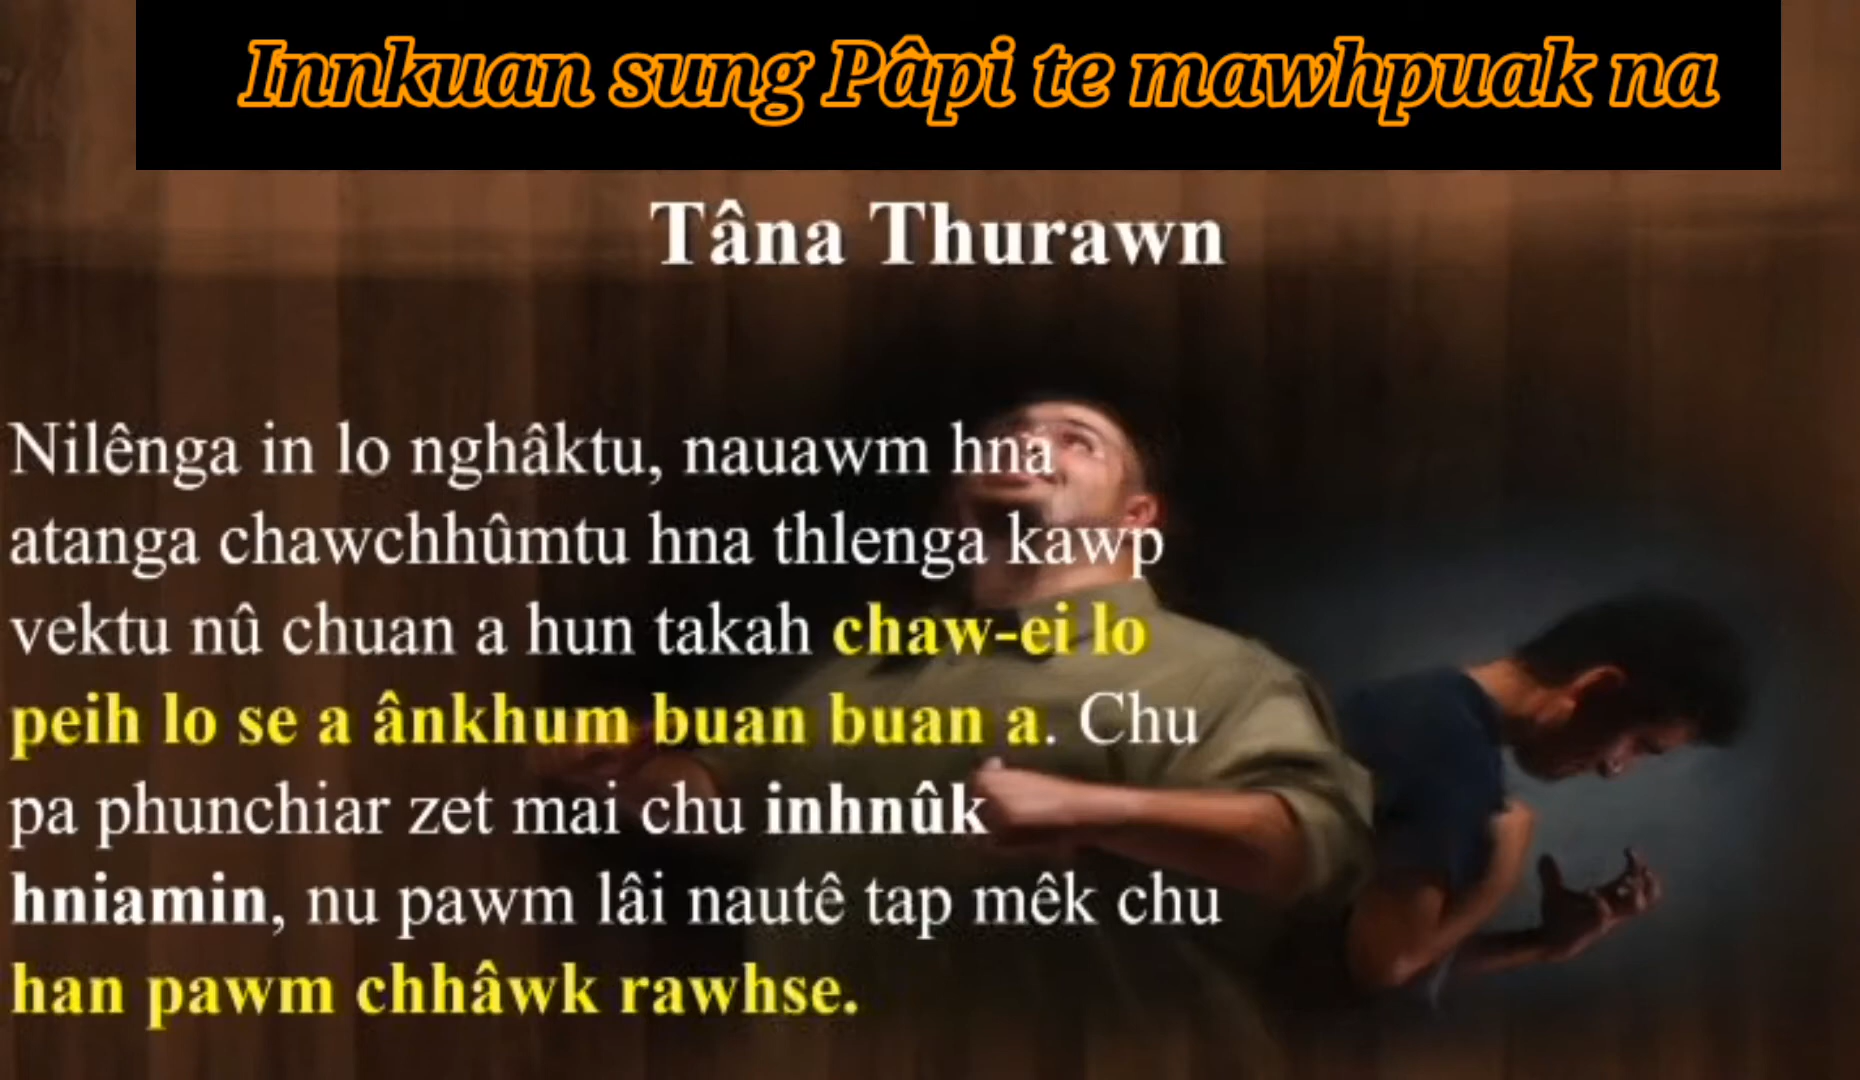 Innkuan sung Pâpi te mawhpuak na
Tâna Thurawn
Nilênga in lo nghâktu, nauawm hna
atanga chawchhûmtu hna thlenga kawp
vektu nû chuan a hun takah chaw-ei lo
peih lo se a ânkhum buan buan a. Chu
pa phunchiar zet mai chu inhnûk
hniamin, nu pawm lâi nautê tap mêk chu
han pawm chhâwk rawhse.